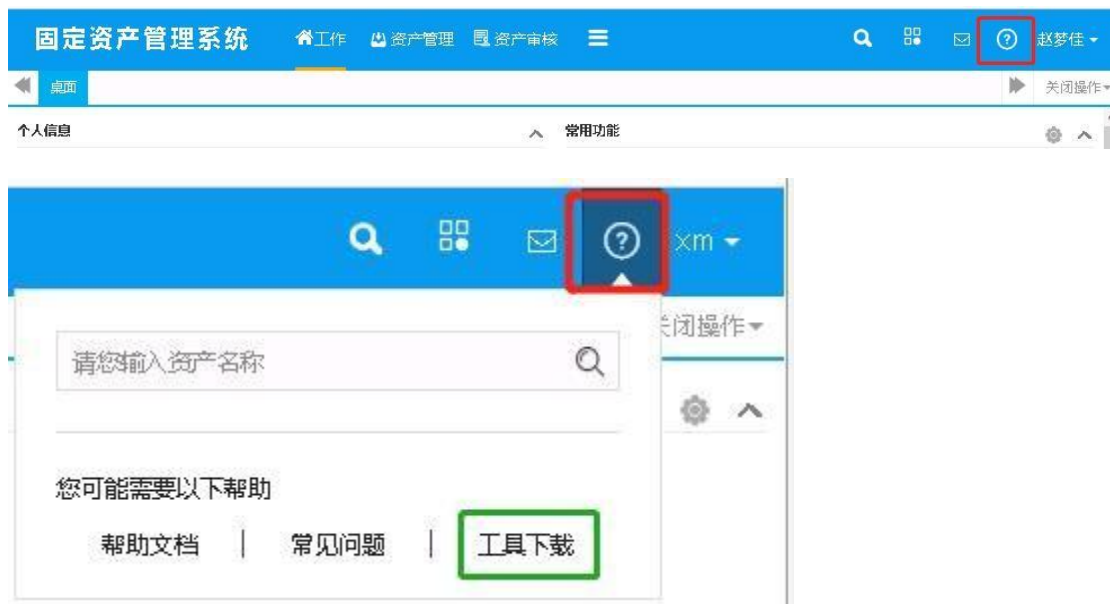 固定资产管理系统 工作 资产管理 资产审核 赵梦佳
桌面 关闭操作
个人信息 常用功能
xm
关闭操作
请您输入资产名称
您可能需要以下帮助
帮助文档 | 常见问题 | 工具下载